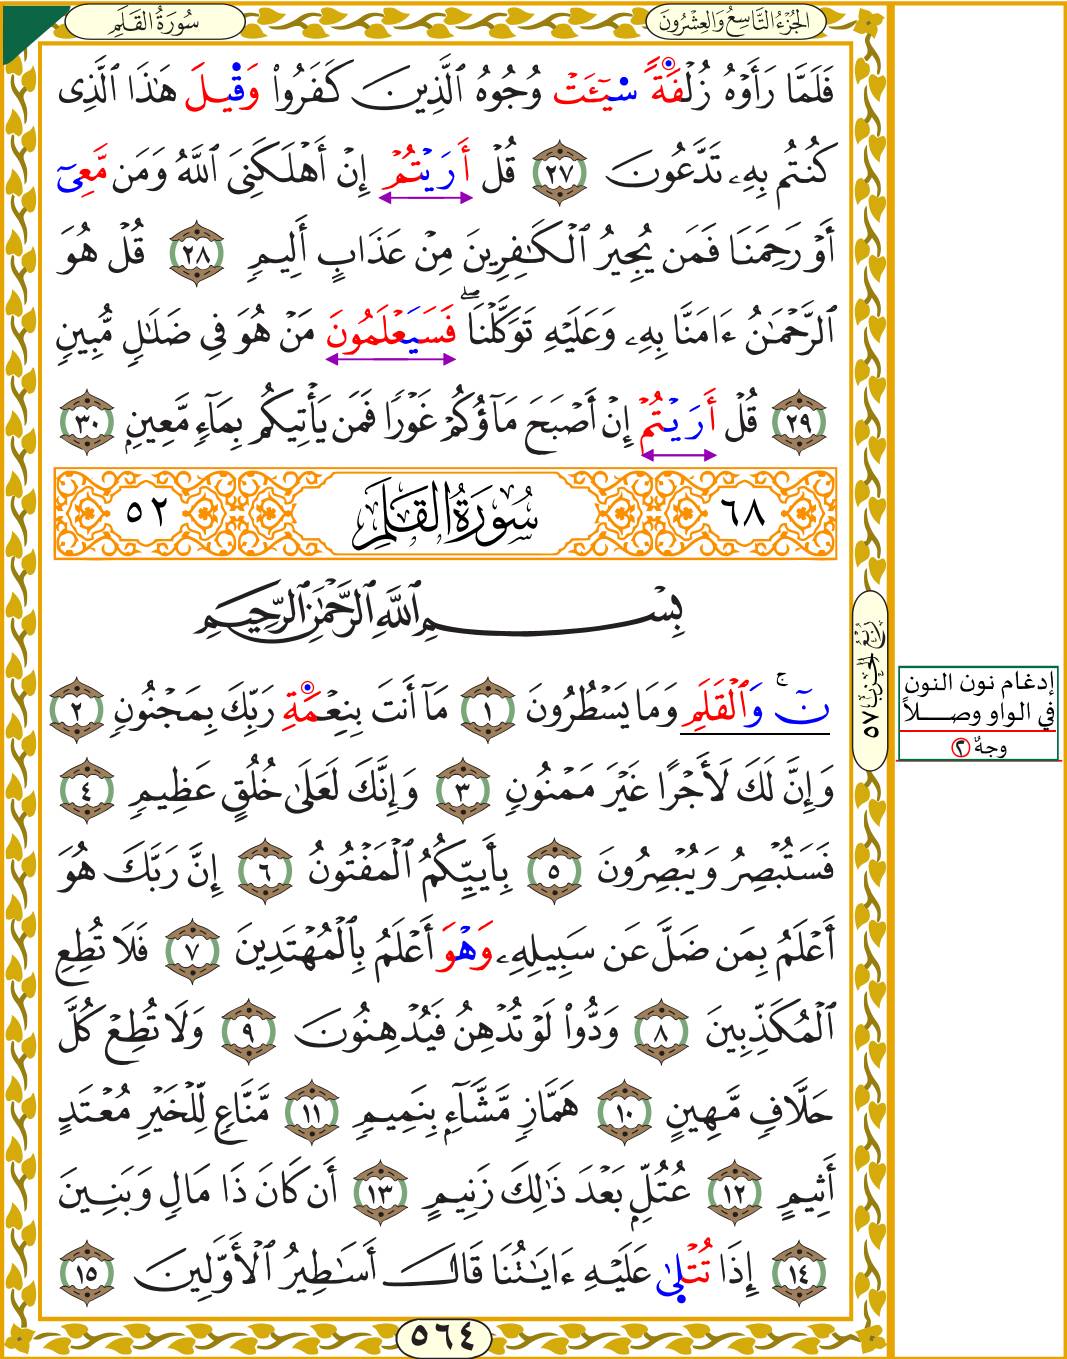 سُورَةُ الْقَلَمِ
الجُزْءُ التَّاسِعُ وَالعِشْرُونَ
فَلَمَّا رَأَوْهُ زُلْفَةً سِيٓـَٔتْ وُجُوهُ ٱلَّذِينَ كَفَرُواْ وَقِيلَ هَٰذَا ٱلَّذِى
كُنتُم بِهِۦ تَدَّعُونَ ٢٧ قُلْ أَرَيْتُمْ إِنْ أَهْلَكَنِىَ ٱللَّهُ وَمَن مَّعِىٓ
أَوْ رَحِمَنَا فَمَن يُجِيرُ ٱلْكَٰفِرِينَ مِنْ عَذَابٍ أَلِيمٍ ٢٨ قُلْ هُوَ
ٱلرَّحْمَٰنُ ءَامَنَّا بِهِۦ وَعَلَيْهِ تَوَكَّلْنَاۖ فَسَيَعْلَمُونَ مَنْ هُوَ فِى ضَلَٰلٍ مُّبِينٍ
٢٩ قُلْ أَرَيْتُمْ إِنْ أَصْبَحَ مَآؤُكُمْ غَوْرًا فَمَن يَأْتِيكُم بِمَآءٍ مَّعِينٍ ٣٠
٦٨ سُورَةُ الْقَلَمِ ٥٢
بِسْمِ ٱللَّهِ ٱلرَّحْمَٰنِ ٱلرَّحِيمِ
نٓۚ وَٱلْقَلَمِ وَمَا يَسْطُرُونَ ١ مَآ أَنتَ بِنِعْمَةِ رَبِّكَ بِمَجْنُونٍ ٢
وَإِنَّ لَكَ لَأَجْرًا غَيْرَ مَمْنُونٍ ٣ وَإِنَّكَ لَعَلَىٰ خُلُقٍ عَظِيمٍ ٤
فَسَتُبْصِرُ وَيُبْصِرُونَ ٥ بِأَييِّكُمُ ٱلْمَفْتُونُ ٦ إِنَّ رَبَّكَ هُوَ
أَعْلَمُ بِمَن ضَلَّ عَن سَبِيلِهِۦ وَهْوَ أَعْلَمُ بِٱلْمُهْتَدِينَ ٧ فَلَا تُطِعِ
ٱلْمُكَذِّبِينَ ٨ وَدُّواْ لَوْ تُدْهِنُ فَيُدْهِنُونَ ٩ وَلَا تُطِعْ كُلَّ
حَلَّافٍ مَّهِينٍ ١٠ هَمَّازٍ مَّشَّآءٍ بِنَمِيمٍ ١١ مَّنَّاعٍ لِّلْخَيْرِ مُعْتَدٍ
أَثِيمٍ ١٢ عُتُلٍّ بَعْدَ ذَٰلِكَ زَنِيمٍ ١٣ أَن كَانَ ذَا مَالٍ وَبَنِينَ
١٤ إِذَا تُتْلَىٰ عَلَيْهِ ءَايَٰتُنَا قَالَ أَسَٰطِيرُ ٱلْأَوَّلِينَ ١٥
٥٦٤
رُبْعُ الحِزْبِ ٥٧
إدغام نون النون
في الواو وصلاً
وجهٌ ٢